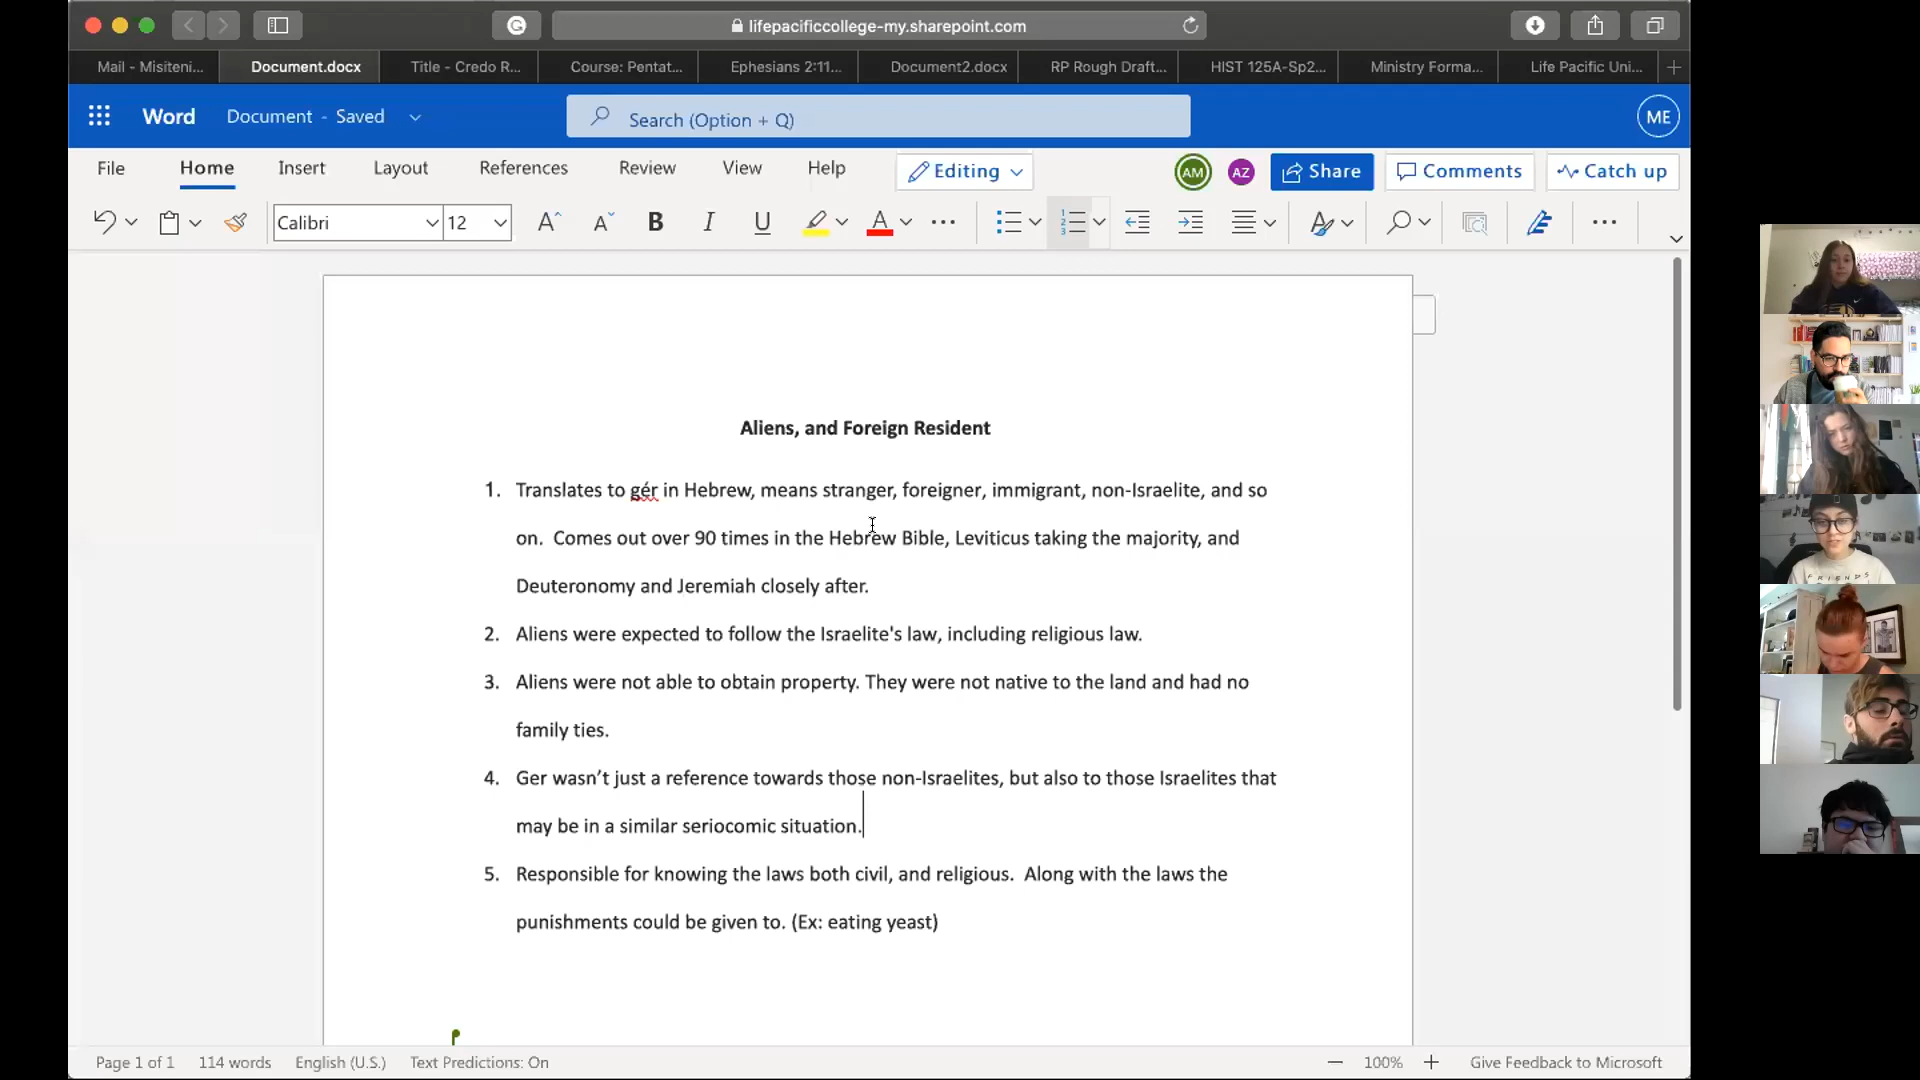 lifepacificcollege-my.sharepoint.com
Mail - Misiteni...
Document.docx
Title - Credo R...
Course: Pentat...
Ephesians 2:11...
Document2.docx
RP Rough Draft...
HIST 125A-Sp2...
Ministry Forma...
Life Pacific Uni...
Word
Document - Saved
Search (Option + Q)
ME
File
Home
Insert
Layout
References
Review
View
Help
Editing
AM
AZ
Share
Comments
Catch up
Calibri
12
Aliens, and Foreign Resident
1. Translates to gér in Hebrew, means stranger, foreigner, immigrant, non-Israelite, and so
on.  Comes out over 90 times in the Hebrew Bible, Leviticus taking the majority, and
Deuteronomy and Jeremiah closely after.
2. Aliens were expected to follow the Israelite's law, including religious law.
3. Aliens were not able to obtain property. They were not native to the land and had no
family ties.
4. Ger wasn’t just a reference towards those non-Israelites, but also to those Israelites that
may be in a similar seriocomic situation.
5. Responsible for knowing the laws both civil, and religious.  Along with the laws the
punishments could be given to. (Ex: eating yeast)
FRIENDS
Page 1 of 1
114 words
English (U.S.)
Text Predictions: On
100%
Give Feedback to Microsoft